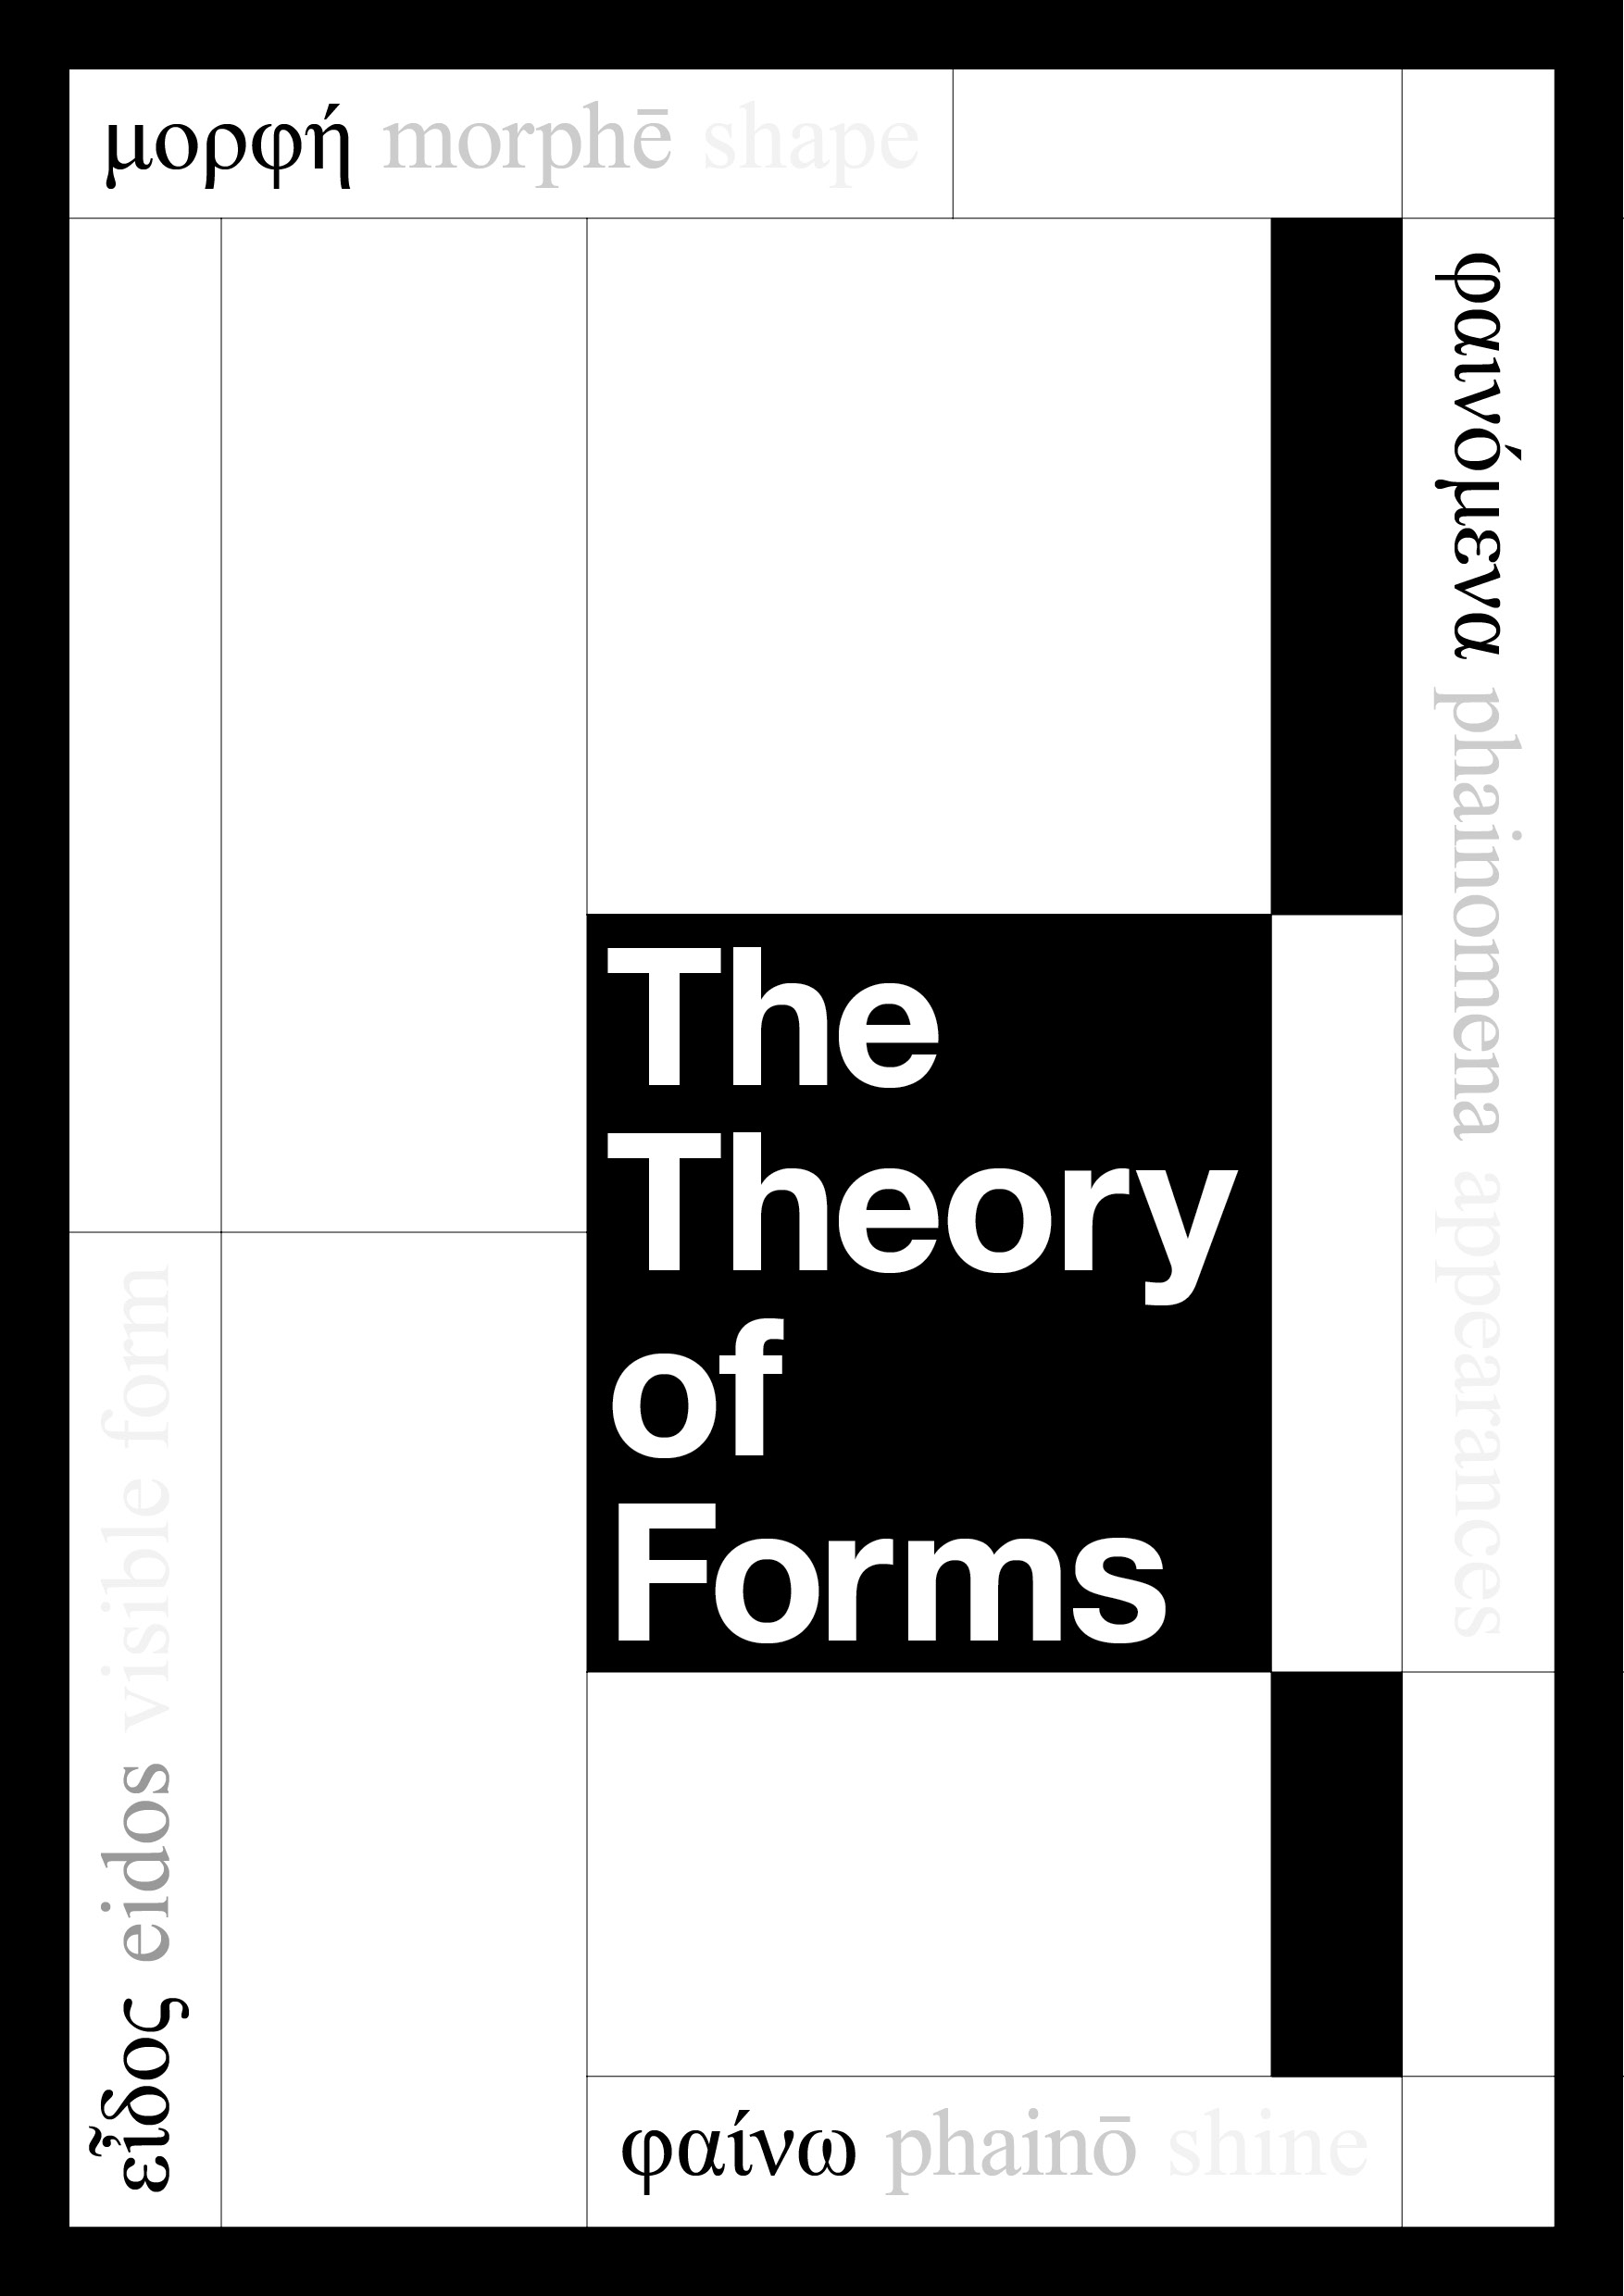 μορφή morphē shape
φαινόμενα phainomena appearances
The
Theory
of
Forms
εἶδος eidos visible form
φαίνω phainō shine